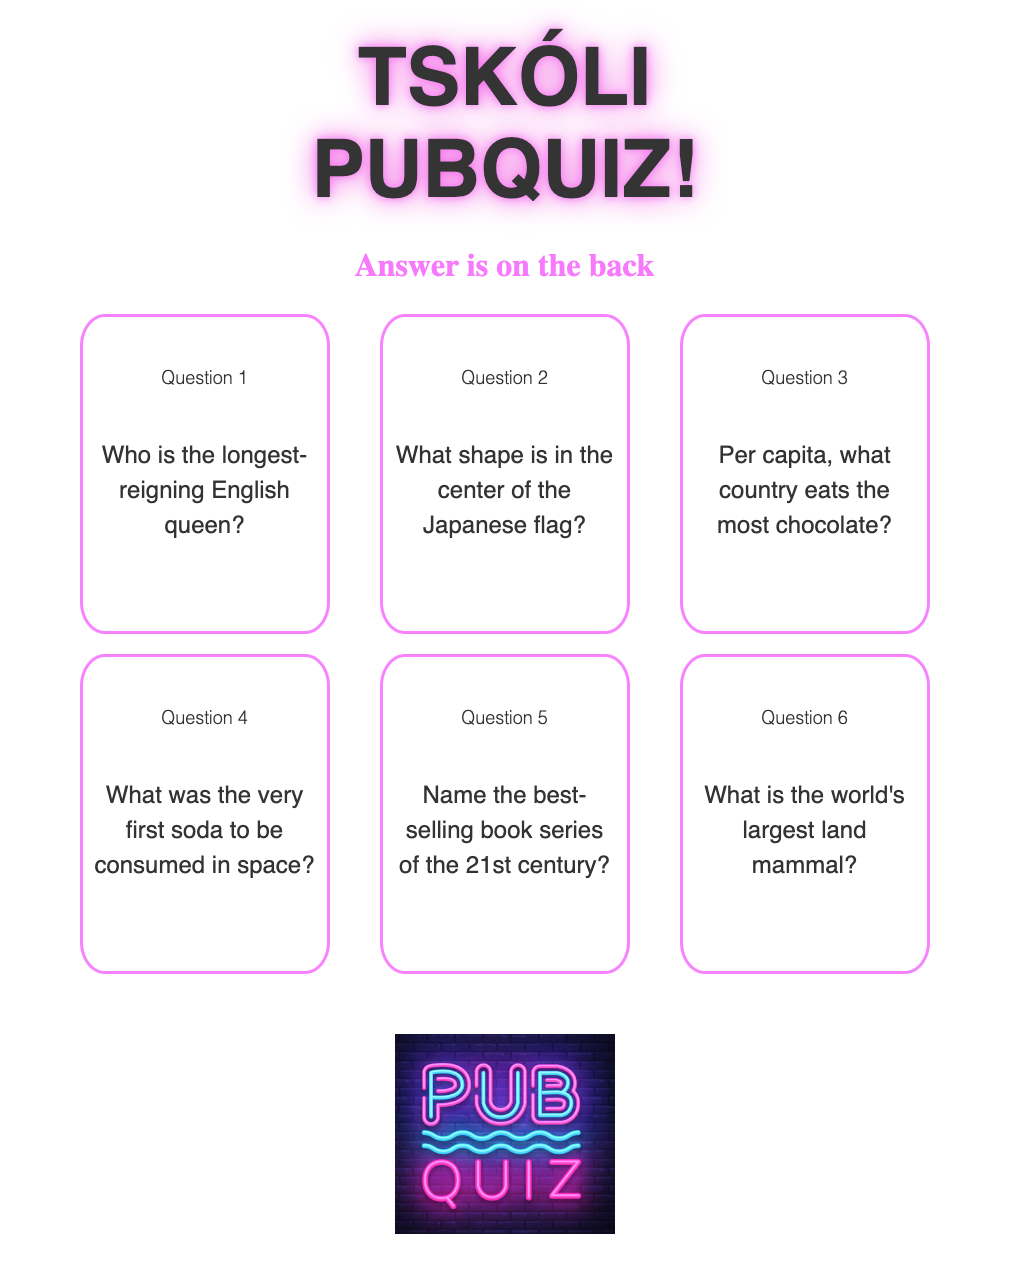 TSKÓLI
PUBQUIZ!
Answer is on the back
Question 1
Who is the longest-
reigning English
queen?
Question 2
What shape is in the
center of the
Japanese flag?
Question 3
Per capita, what
country eats the
most chocolate?
Question 4
What was the very
first soda to be
consumed in space?
Question 5
Name the best-
selling book series
of the 21st century?
Question 6
What is the world's
largest land
mammal?
PUB
QUIZ